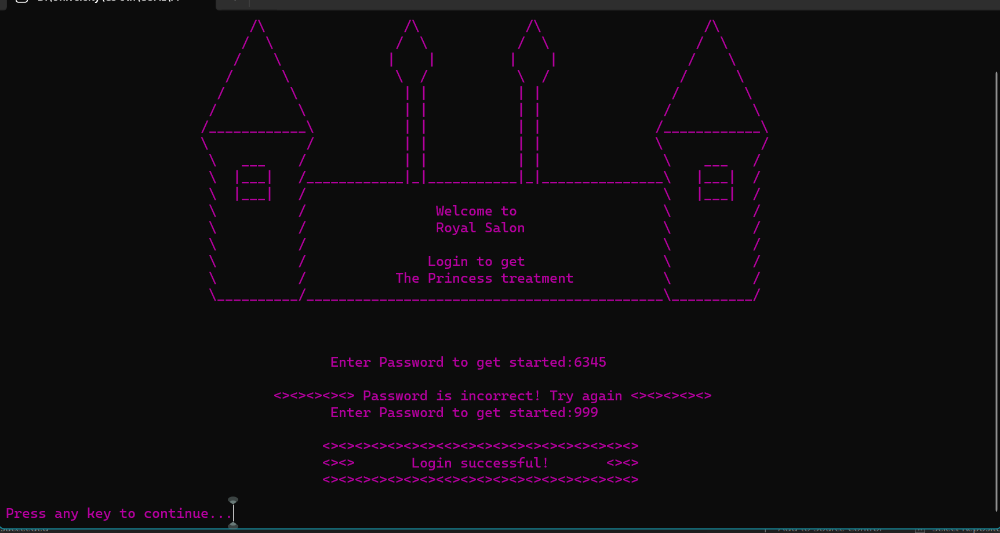 Welcome to
Royal Salon
Login to get
The Princess treatment
Enter Password to get started:6345
<><><><><> Password is incorrect! Try again <><><><><>
Enter Password to get started:999
<><><><><><><><><><><><><><><><><><><>
<><> Login successful! <><>
<><><><><><><><><><><><><><><><><><><>
Press any key to continue...